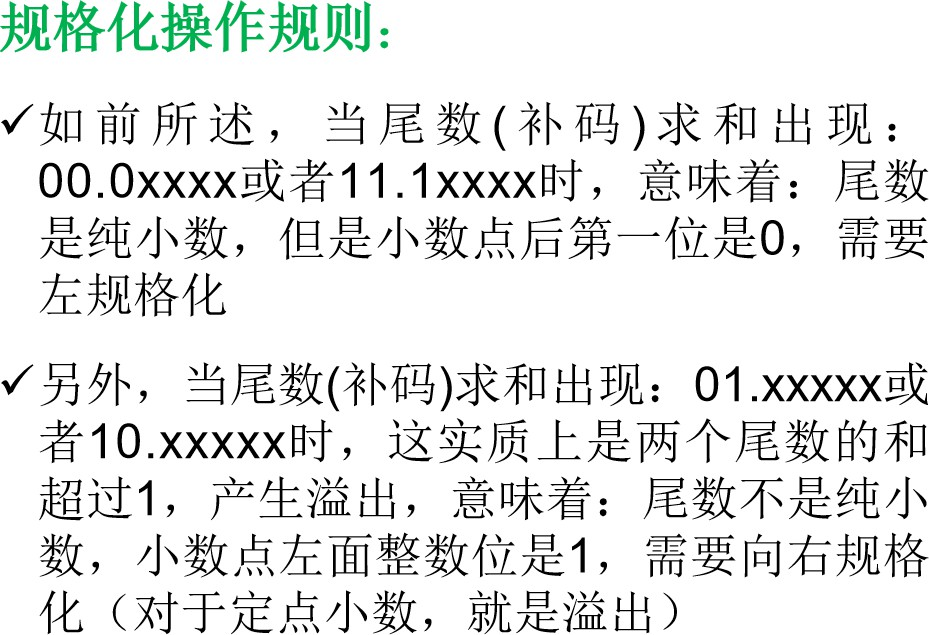 规格化操作规则：
✓如前所述，当尾数(补码)求和出现：
00.0xxxx或者11.1xxxx时，意味着：尾数
是纯小数，但是小数点后第一位是0，需要
左规格化
✓另外，当尾数(补码)求和出现：01.xxxxx或
者10.xxxxx时，这实质上是两个尾数的和
超过1，产生溢出，意味着：尾数不是纯小
数，小数点左面整数位是1，需要向右规格
化（对于定点小数，就是溢出）